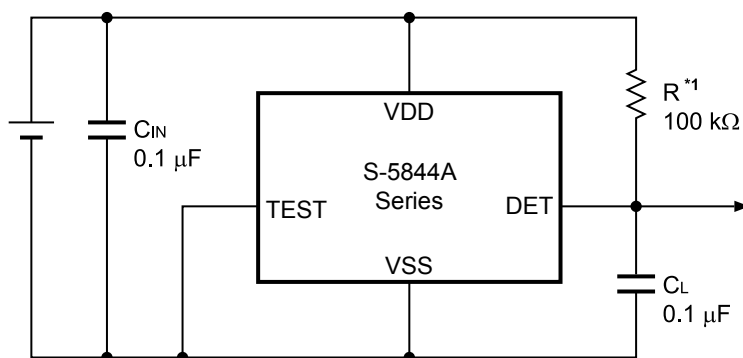 VDD
R *1
100 kΩ
CIN
0.1 μF
S-5844A
Series
TEST
DET
VSS
CL
0.1 μF